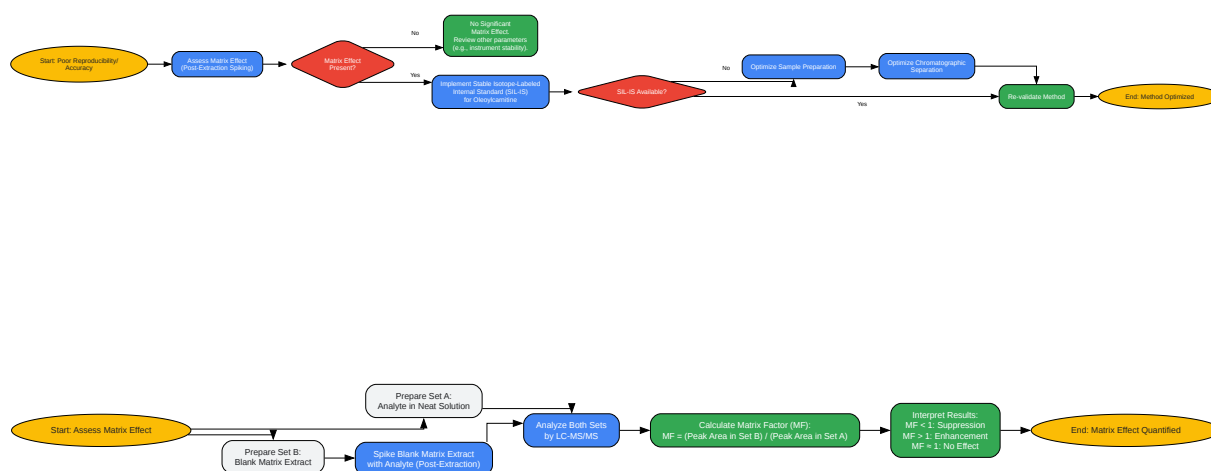 Start: Poor Reproducibility/
Accuracy
Assess Matrix Effect
(Post-Extraction Spiking)
Matrix Effect
Present?
No
No Significant
Matrix Effect.
Review other parameters
(e.g., instrument stability).
Yes
Implement Stable Isotope-Labeled
Internal Standard (SIL-IS)
for Oleoylcarnitine
SIL-IS Available?
No
Optimize Sample Preparation
Optimize Chromatographic
Separation
Yes
Re-validate Method
End: Method Optimized
Start: Assess Matrix Effect
Prepare Set A:
Analyte in Neat Solution
Prepare Set B:
Blank Matrix Extract
Spike Blank Matrix Extract
with Analyte (Post-Extraction)
Analyze Both Sets
by LC-MS/MS
Calculate Matrix Factor (MF):
MF = (Peak Area in Set B) / (Peak Area in Set A)
Interpret Results:
MF < 1: Suppression
MF > 1: Enhancement
MF ≈ 1: No Effect
End: Matrix Effect Quantified